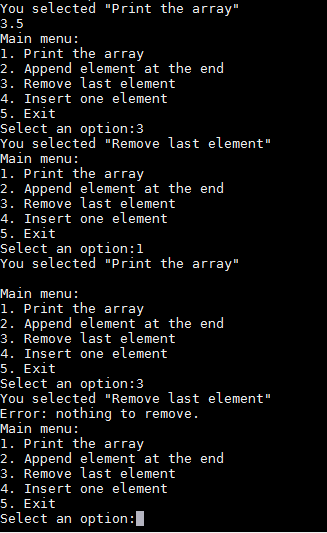 You selected "Print the array"
3.5
Main menu:
1. Print the array
2. Append element at the end
3. Remove last element
4. Insert one element
5. Exit
Select an option:3
You selected "Remove last element"
Main menu:
1. Print the array
2. Append element at the end
3. Remove last element
4. Insert one element
5. Exit
Select an option:1
You selected "Print the array"

Main menu:
1. Print the array
2. Append element at the end
3. Remove last element
4. Insert one element
5. Exit
Select an option:3
You selected "Remove last element"
Error: nothing to remove.
Main menu:
1. Print the array
2. Append element at the end
3. Remove last element
4. Insert one element
5. Exit
Select an option: